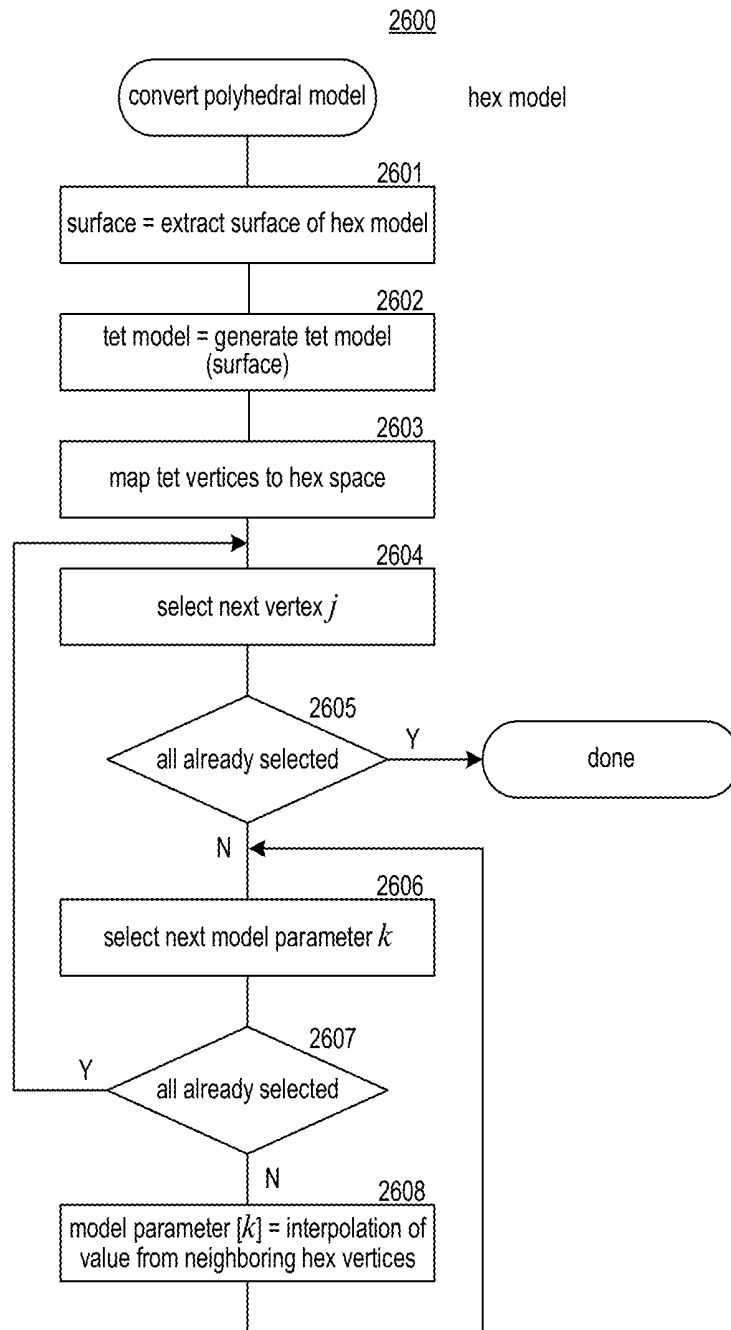 2600
convert polyhedral model
hex model
2601
surface = extract surface of hex model
2602
tet model = generate tet model
(surface)
2603
map tet vertices to hex space
2604
select next vertex j
2605
all already selected
Y
done
N
2606
select next model parameter k
2607
all already selected
Y
N
2608
model parameter [k] = interpolation of
value from neighboring hex vertices